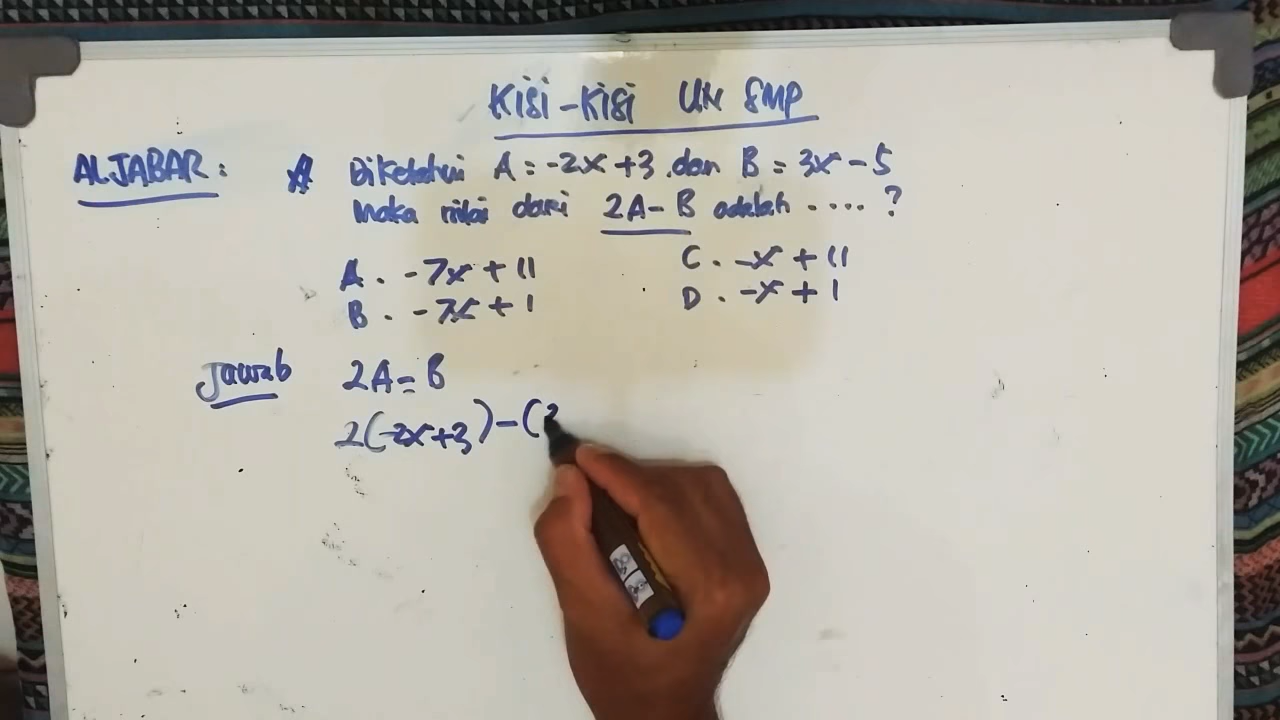 KiSi-KiSi UN SMP
ALJABAR : Diketahui A = -2x + 3 dan B = 3x - 5
Maka nilai dari 2A - B adalah .... ?
A. -7x + 11
B. -7x + 1
C. -x + 11
D. -x + 1
Jawab 2A - B
2(-2x+3) - (3